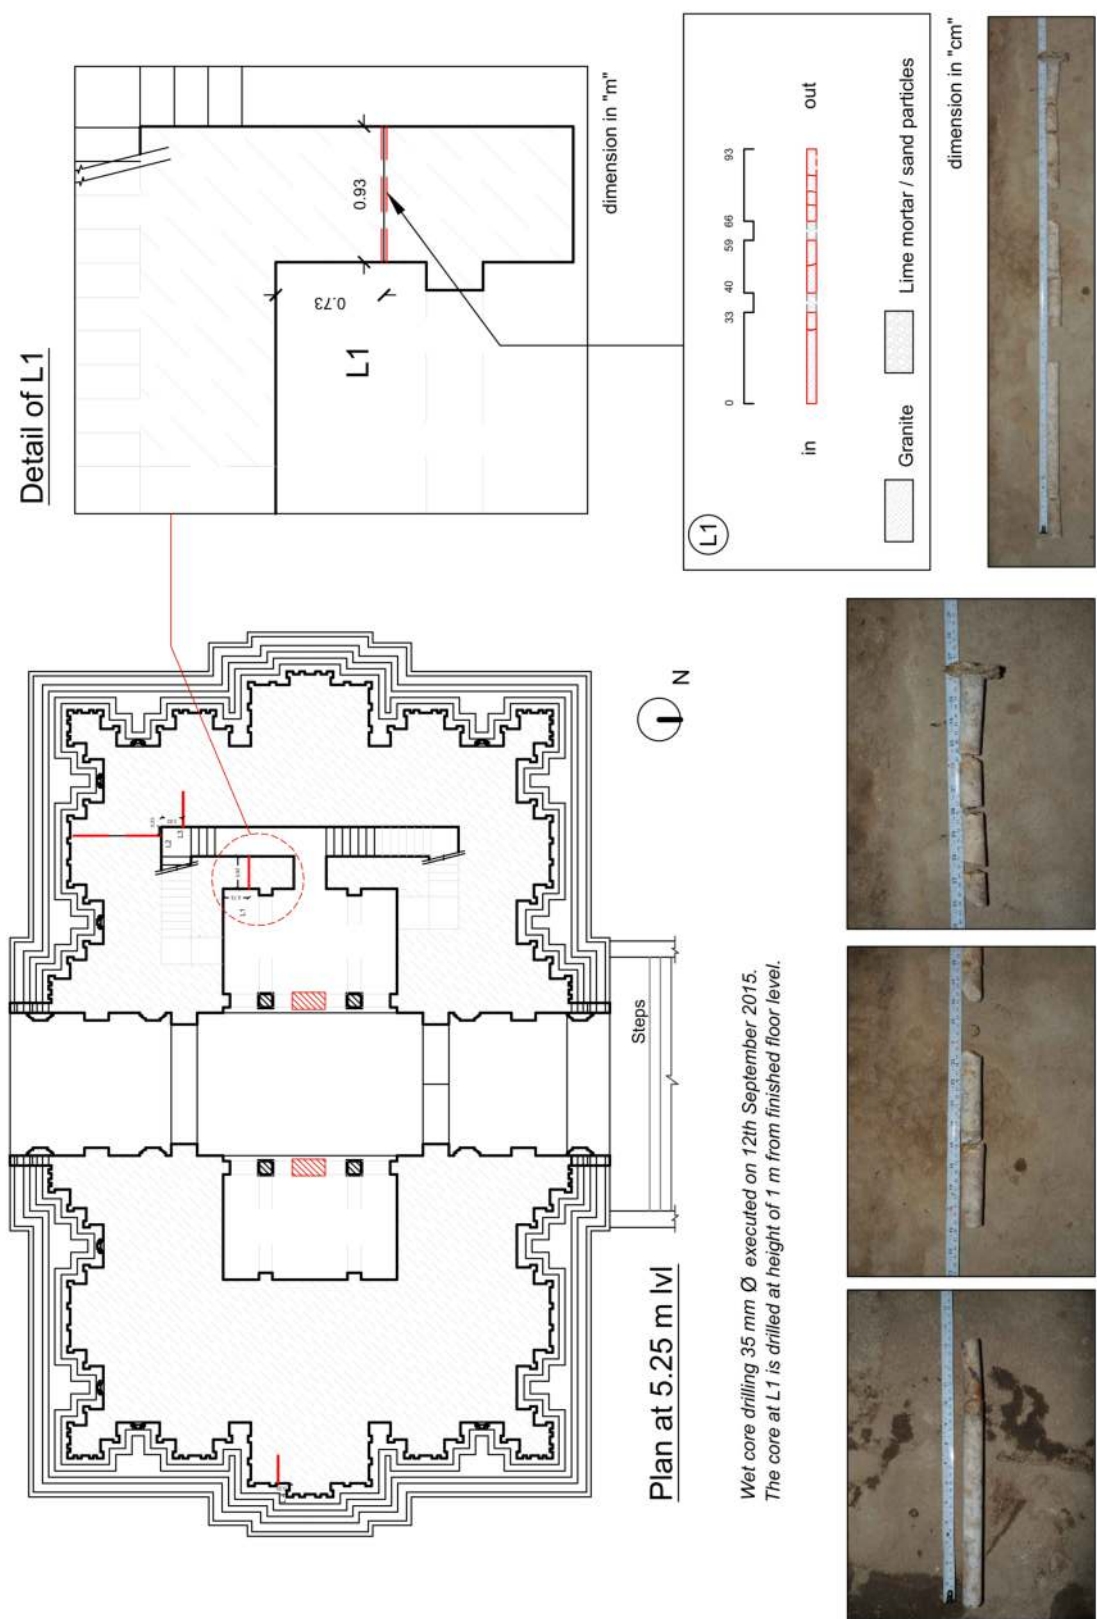 Detail of L1
0.93
0.73
L1
dimension in "m"
L1
0
33
40
59
66
93
in
out
Granite
Lime mortar / sand particles
dimension in "cm"
L2
L3
L1
N
Steps
Plan at 5.25 m lvl
Wet core drilling 35 mm Ø executed on 12th September 2015.
The core at L1 is drilled at height of 1 m from finished floor level.